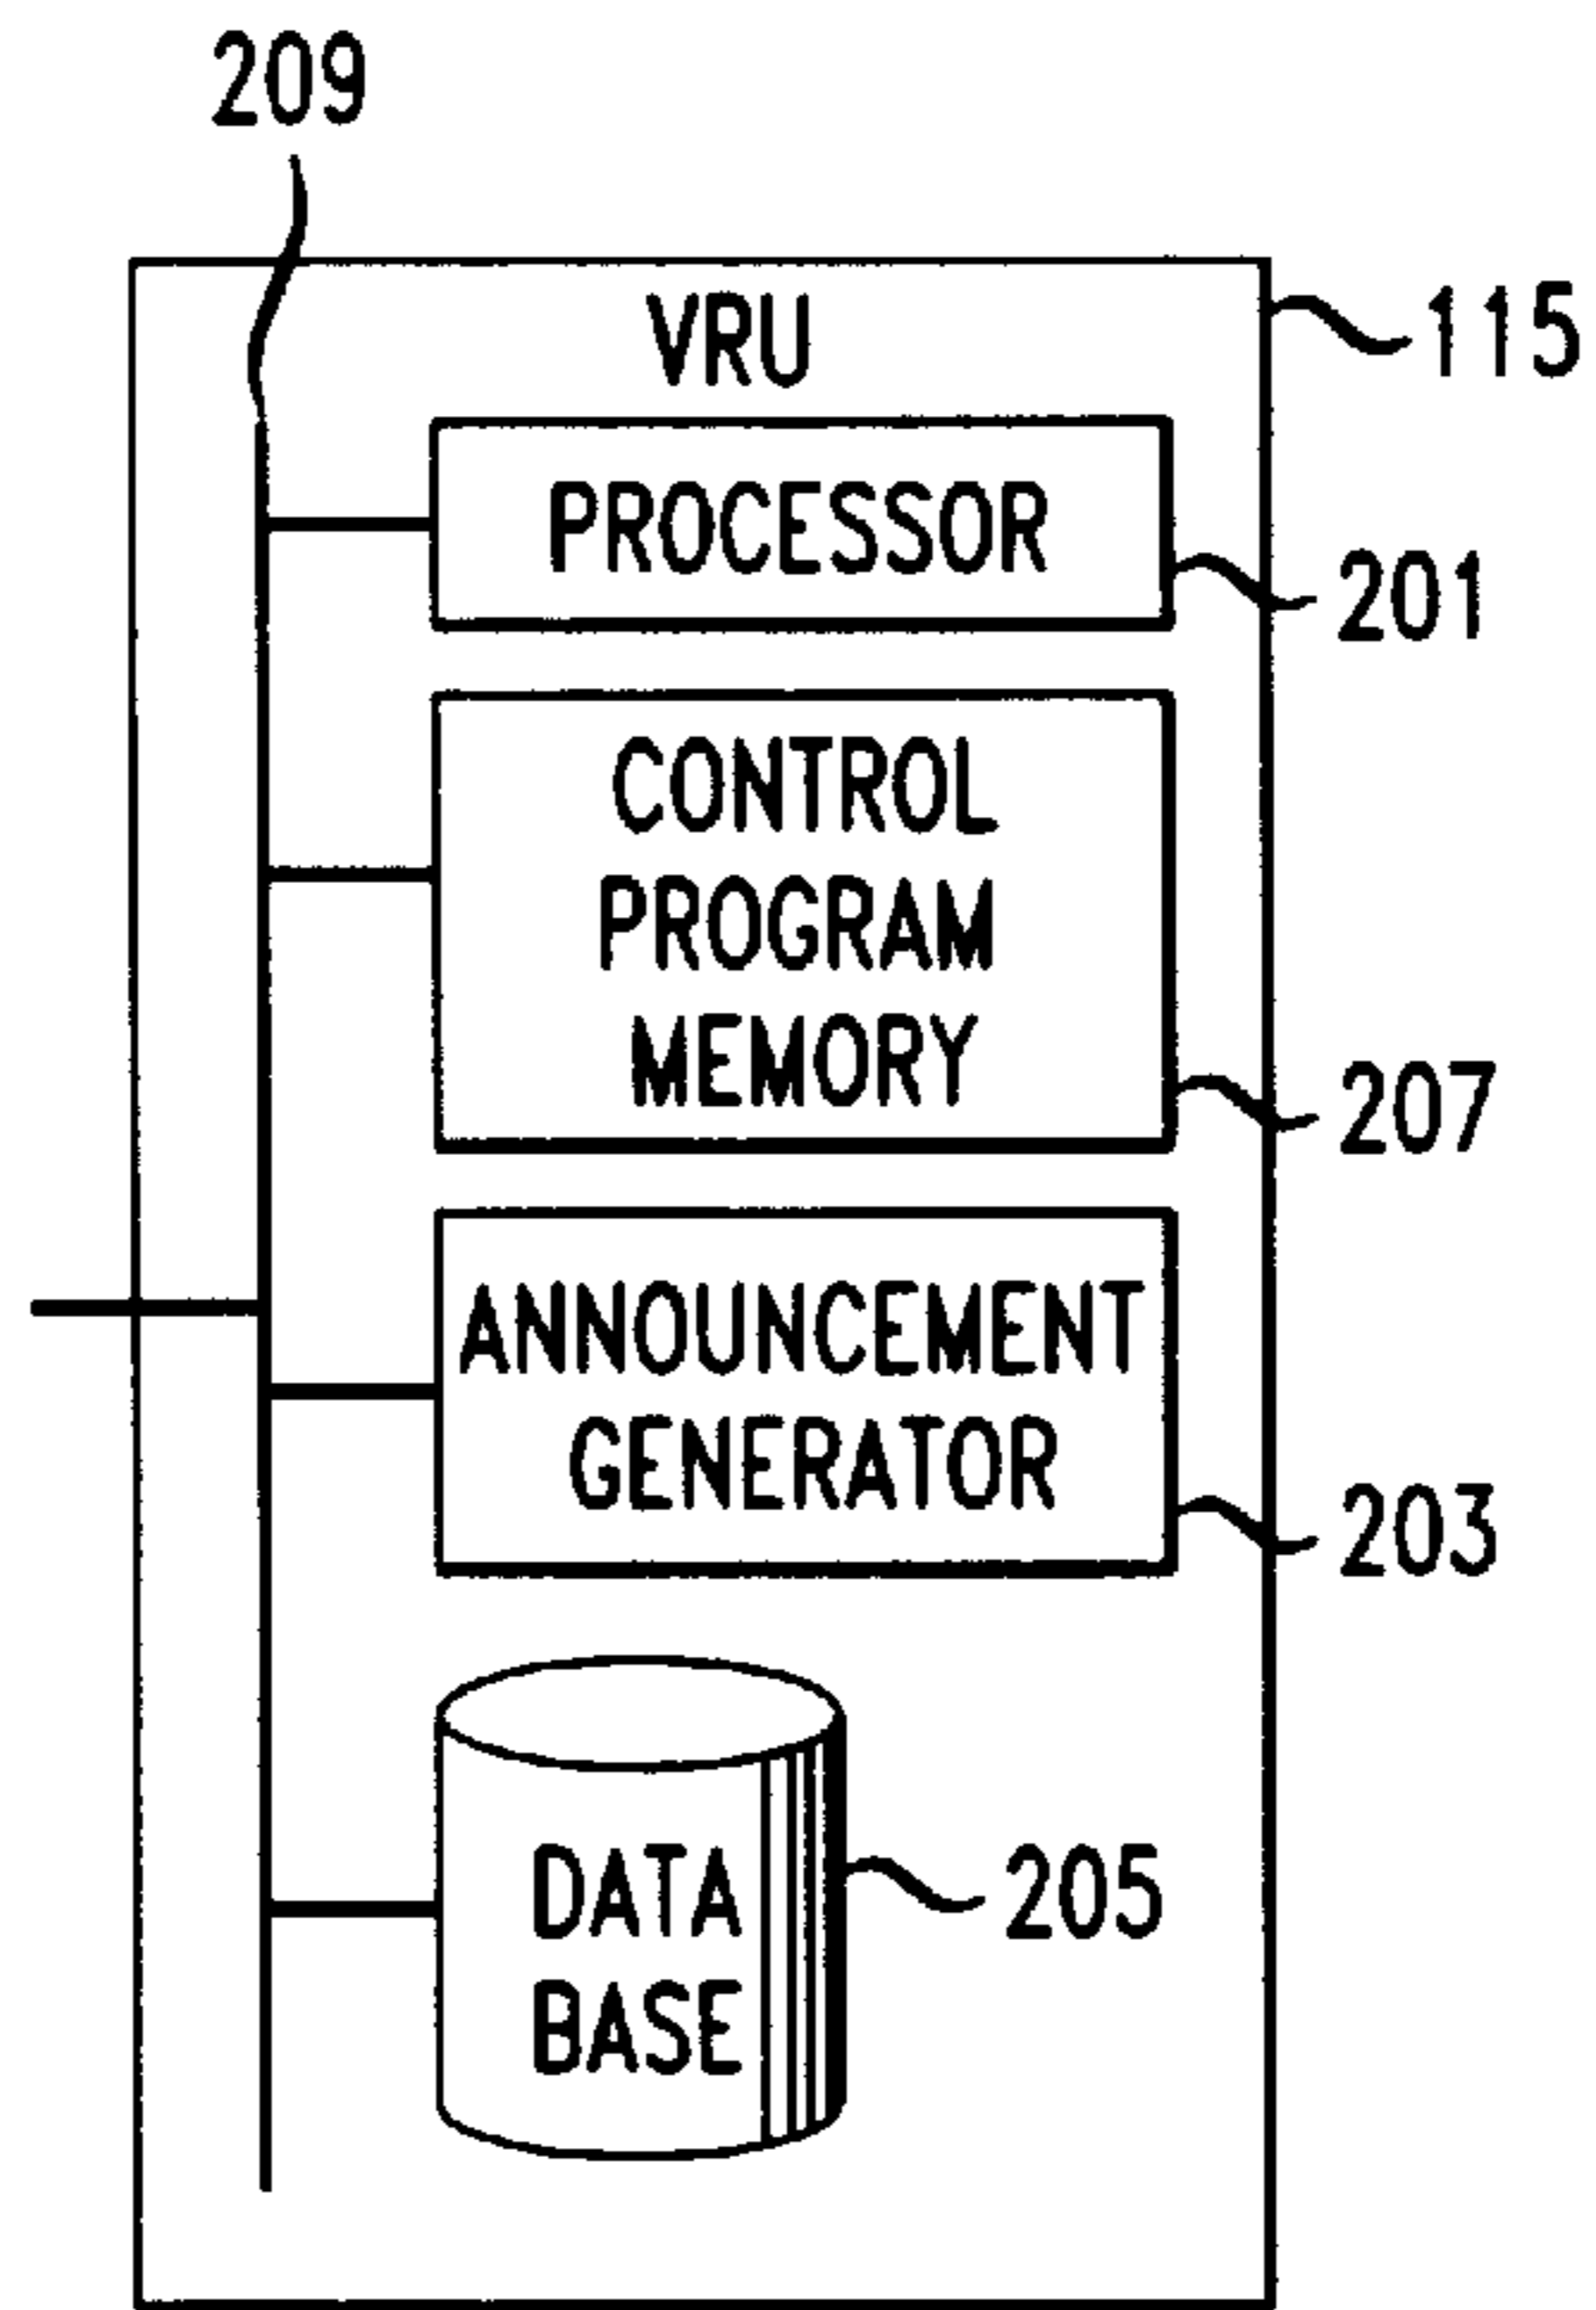 209
VRU
115
PROCESSOR
201
CONTROL
PROGRAM
MEMORY
207
ANNOUNCEMENT
GENERATOR
203
DATA
BASE
205